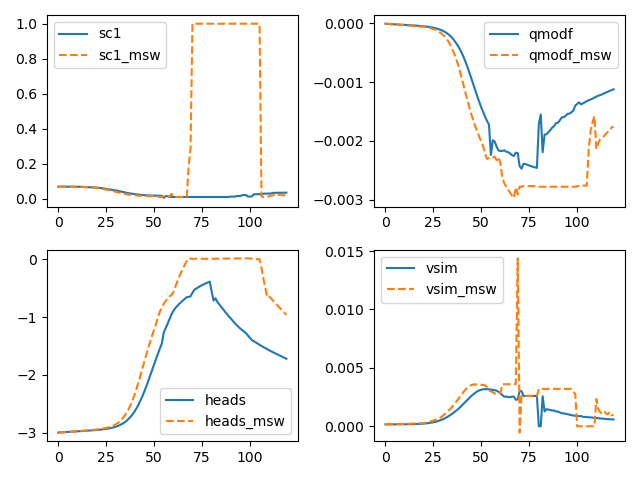 1.0
0.8
0.6
0.4
0.2
0.0
sc1
sc1_msw
0 25 50 75 100
0.000
−0.001
−0.002
−0.003
qmodf
qmodf_msw
0 25 50 75 100
0
−1
−2
−3
heads
heads_msw
0 25 50 75 100
0.015
0.010
0.005
0.000
vsim
vsim_msw
0 25 50 75 100